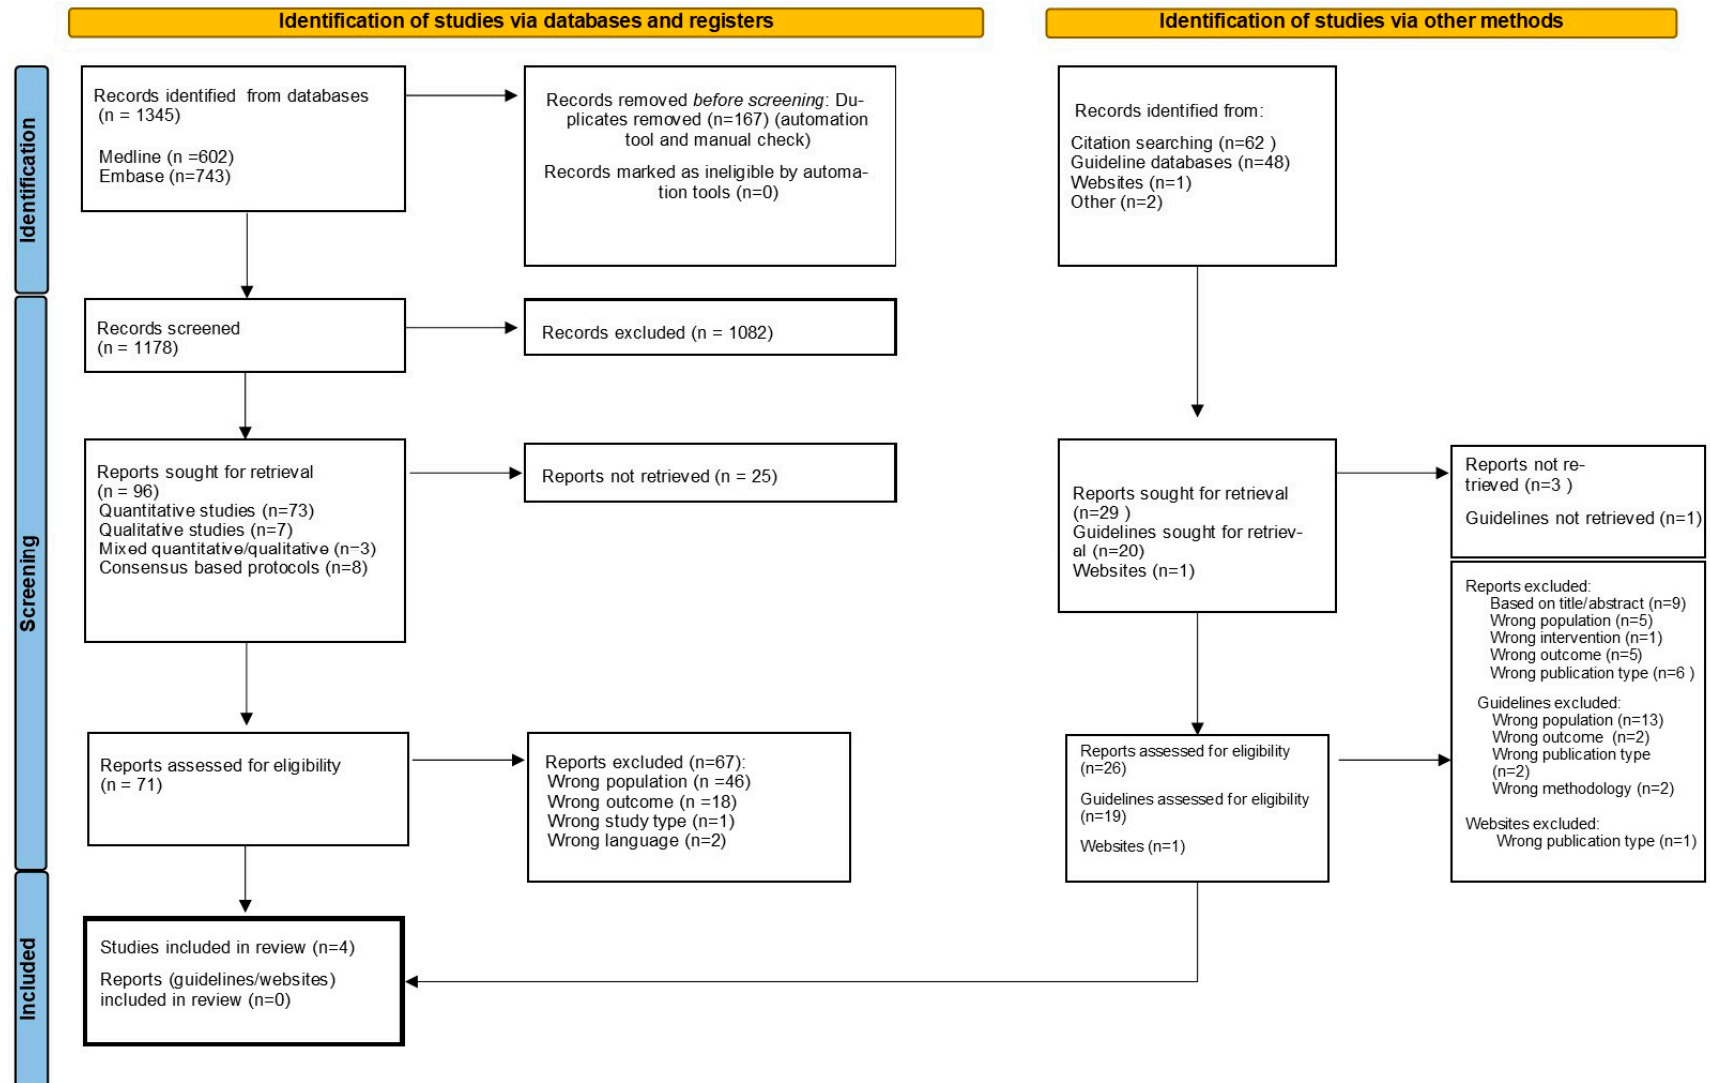 Identification of studies via databases and registers
Identification of studies via other methods
Identification
Records identified from databases
(n = 1345)
Medline (n =602)
Embase (n=743)
Records removed before screening: Du-
plicates removed (n=167) (automation
tool and manual check)
Records marked as ineligible by automa-
tion tools (n=0)
Records identified from:
Citation searching (n=62 )
Guideline databases (n=48)
Websites (n=1)
Other (n=2)
Screening
Records screened
(n = 1178)
Records excluded (n = 1082)
Reports sought for retrieval
(n = 96)
Quantitative studies (n=73)
Qualitative studies (n=7)
Mixed quantitative/qualitative (n=3)
Consensus based protocols (n=8)
Reports not retrieved (n = 25)
Reports sought for retrieval
(n=29 )
Guidelines sought for retriev-
al (n=20)
Websites (n=1)
Reports not re-
trieved (n=3 )
Guidelines not retrieved (n=1)
Reports assessed for eligibility
(n = 71)
Reports excluded (n=67):
Wrong population (n =46)
Wrong outcome (n =18)
Wrong study type (n=1)
Wrong language (n=2)
Reports assessed for eligibility
(n=26)
Guidelines assessed for eligibility
(n=19)
Websites (n=1)
Reports excluded:
Based on title/abstract (n=9)
Wrong population (n=5)
Wrong intervention (n=1)
Wrong outcome (n=5)
Wrong publication type (n=6 )
Guidelines excluded:
Wrong population (n=13)
Wrong outcome (n=2)
Wrong publication type
(n=2)
Wrong methodology (n=2)
Websites excluded:
Wrong publication type (n=1)
Included
Studies included in review (n=4)
Reports (guidelines/websites)
included in review (n=0)